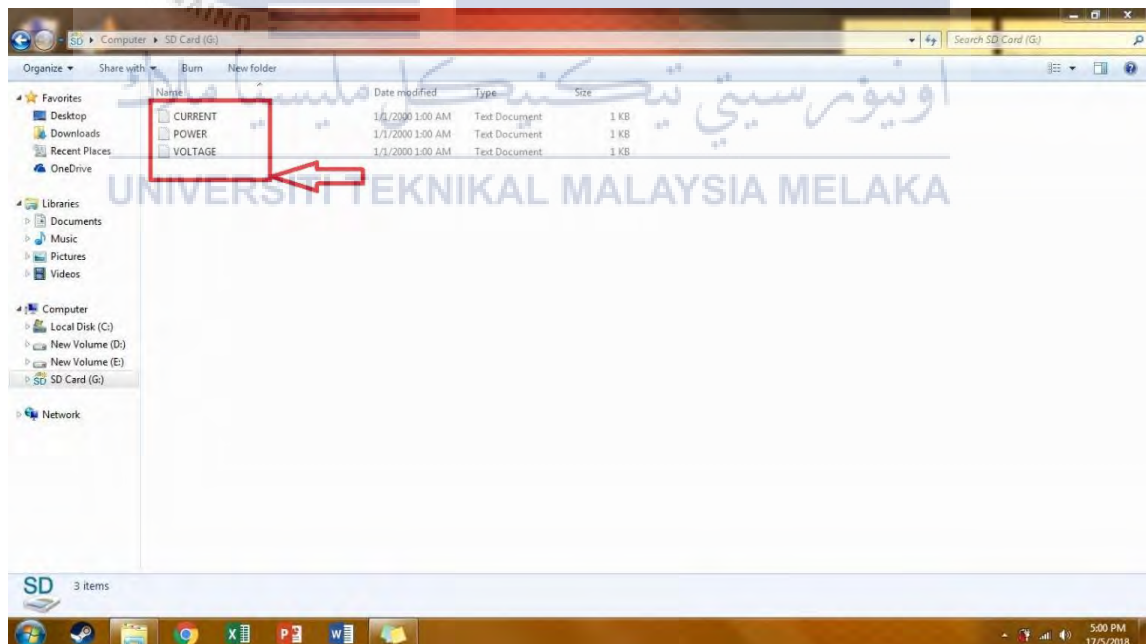 Computer ▸ SD Card (G:)
Search SD Card (G:)
Organize Share with Burn New folder
Favorites
Desktop
Downloads
Recent Places
OneDrive
Libraries
Documents
Music
Pictures
Videos
Computer
Local Disk (C:)
New Volume (D:)
New Volume (E:)
SD Card (G:)
Network
Name Date modified Type Size
CURRENT 1/1/2000 1:00 AM Text Document 1 KB
POWER 1/1/2000 1:00 AM Text Document 1 KB
VOLTAGE 1/1/2000 1:00 AM Text Document 1 KB
اونيۏرسيتي تيكنيكل مليسيا ملاك
UNIVERSITI TEKNIKAL MALAYSIA MELAKA
SD 3 items
5:00 PM
17/5/2018